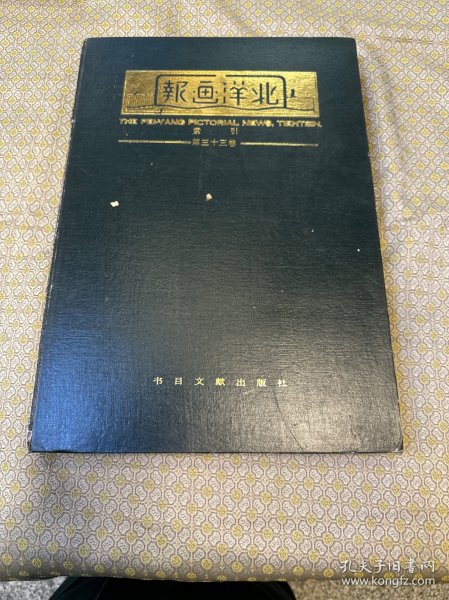 報画洋北
THE PEI-YANG PICTORIAL NEWS, TIENTSIN.
索引
第三十三卷
书目文献出版社
孔夫子旧书网
www.kongfz.com